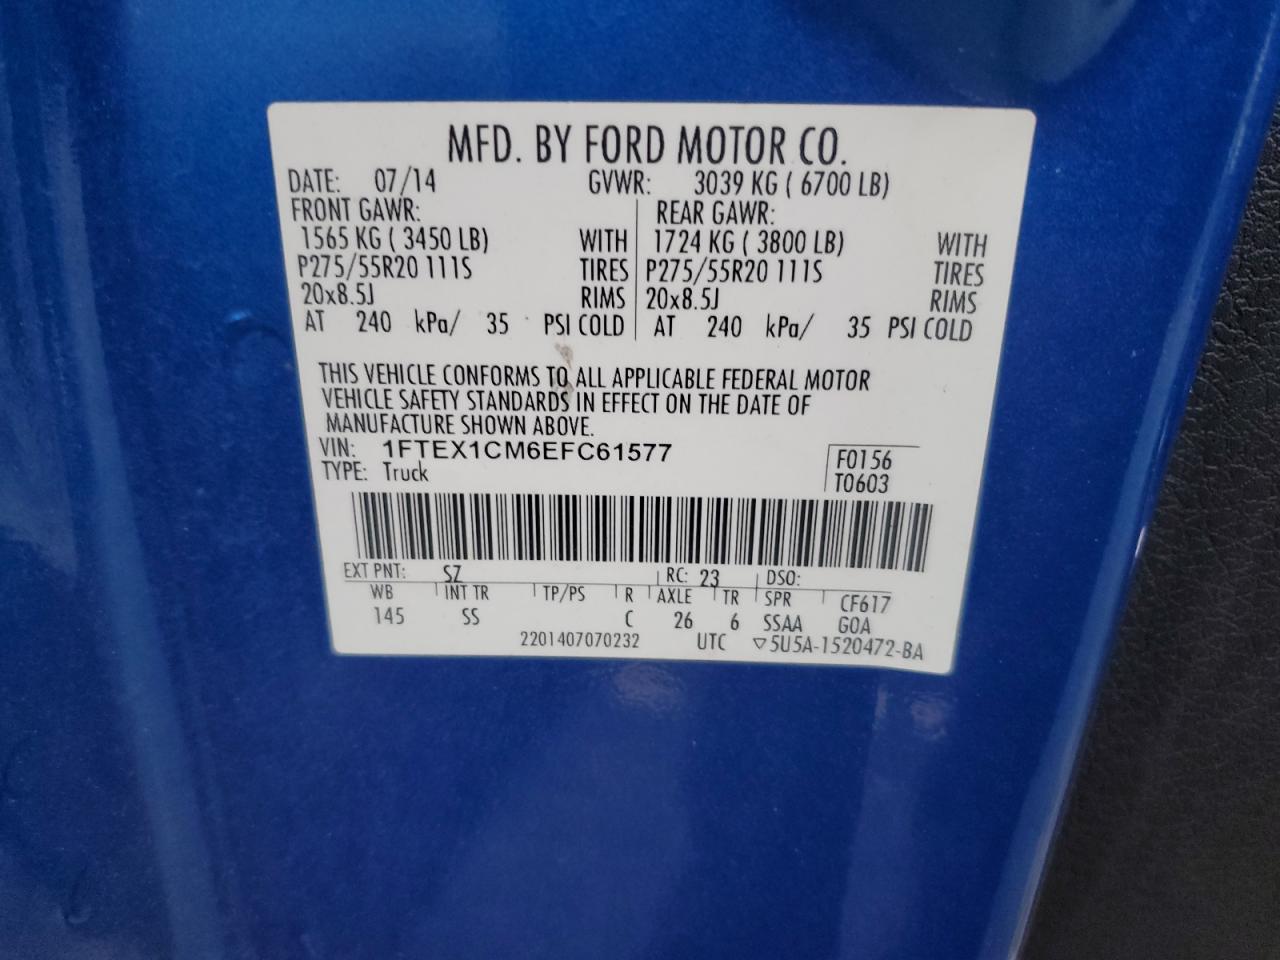 MFD. BY FORD MOTOR CO.
DATE: 07/14 GVWR: 3039 KG ( 6700 LB)
FRONT GAWR: REAR GAWR:
1565 KG ( 3450 LB) WITH 1724 KG ( 3800 LB) WITH
P275/55R20 111S TIRES P275/55R20 111S TIRES
20x8.5J RIMS 20x8.5J RIMS
AT 240 kPa/ 35 PSI COLD AT 240 kPa/ 35 PSI COLD
THIS VEHICLE CONFORMS TO ALL APPLICABLE FEDERAL MOTOR
VEHICLE SAFETY STANDARDS IN EFFECT ON THE DATE OF
MANUFACTURE SHOWN ABOVE.
VIN: 1FTEX1CM6EFC61577 F0156
TYPE: Truck T0603
EXT PNT: SZ RC: 23 DSO:
WB INT TR TP/PS R AXLE TR SPR CF617
145 SS C 26 6 SSAA GOA
2201407070232 UTC ▽5U5A-1520472-BA